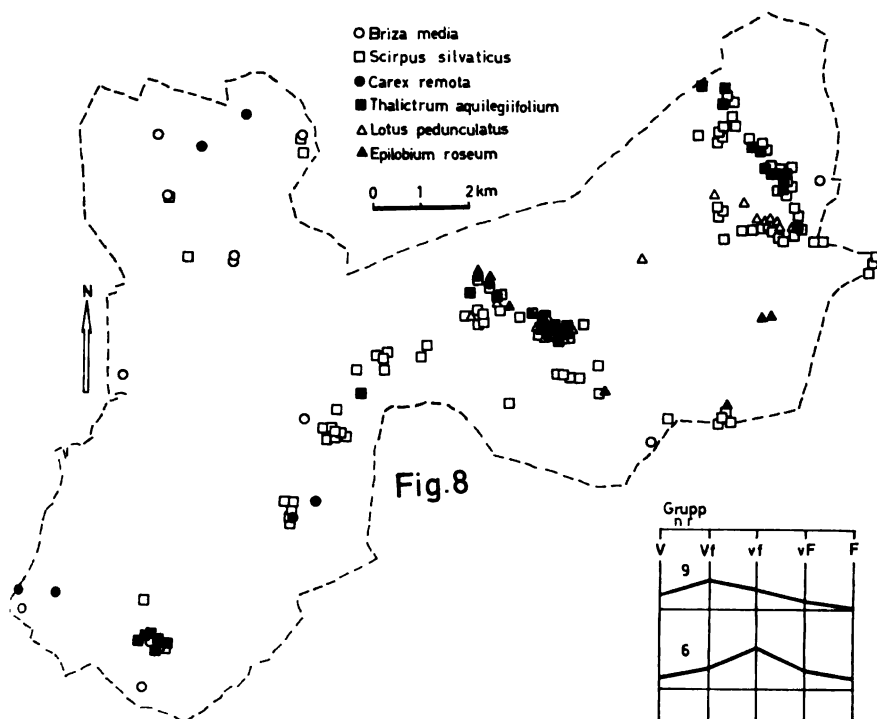 Briza media
Scirpus silvaticus
Carex remota
Thalictrum aquilegiifolium
Lotus pedunculatus
Epilobium roseum
0 1 2 km
N
Fig.8
Grupp
nr
V Vf vf vF F
9
6